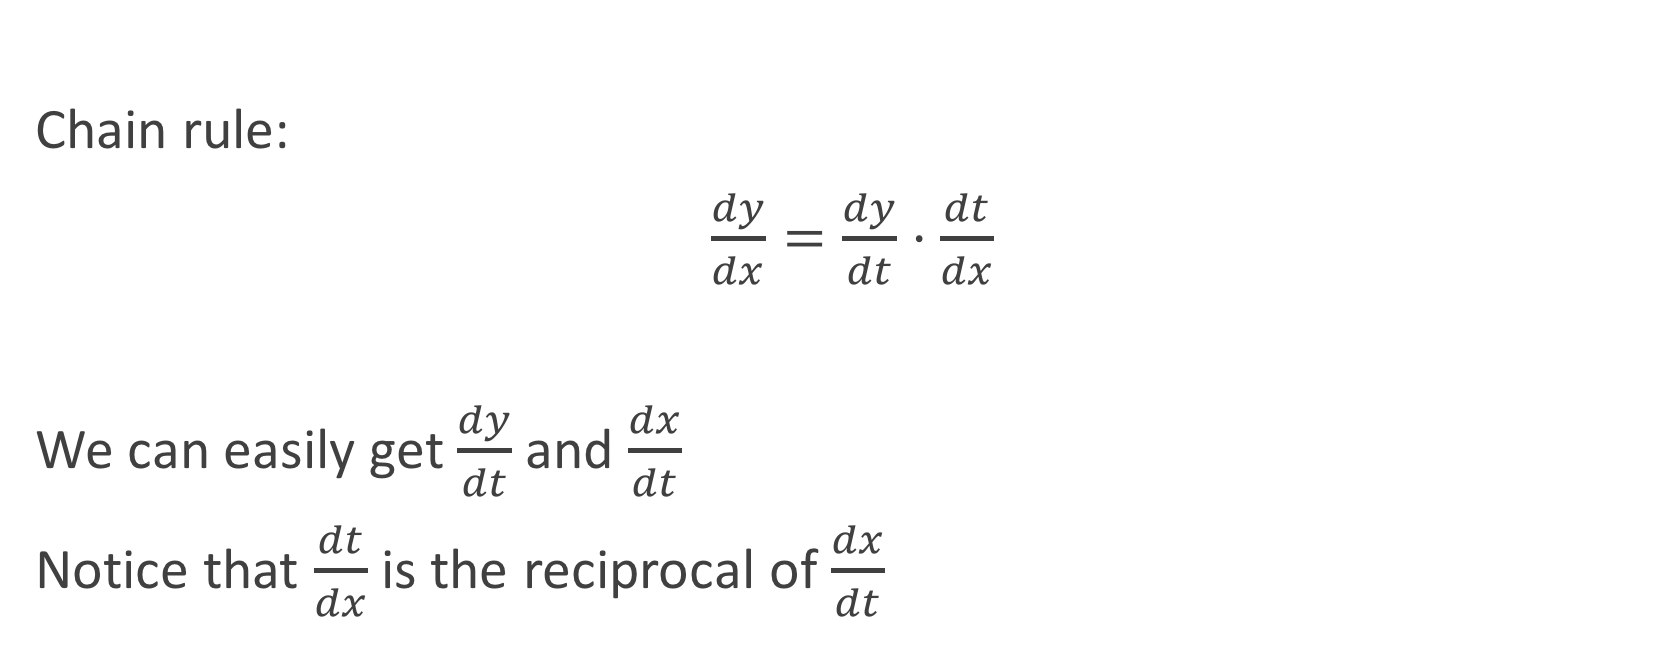 Chain rule:
dy/dx = dy/dt · dt/dx
We can easily get dy/dt and dx/dt
Notice that dt/dx is the reciprocal of dx/dt